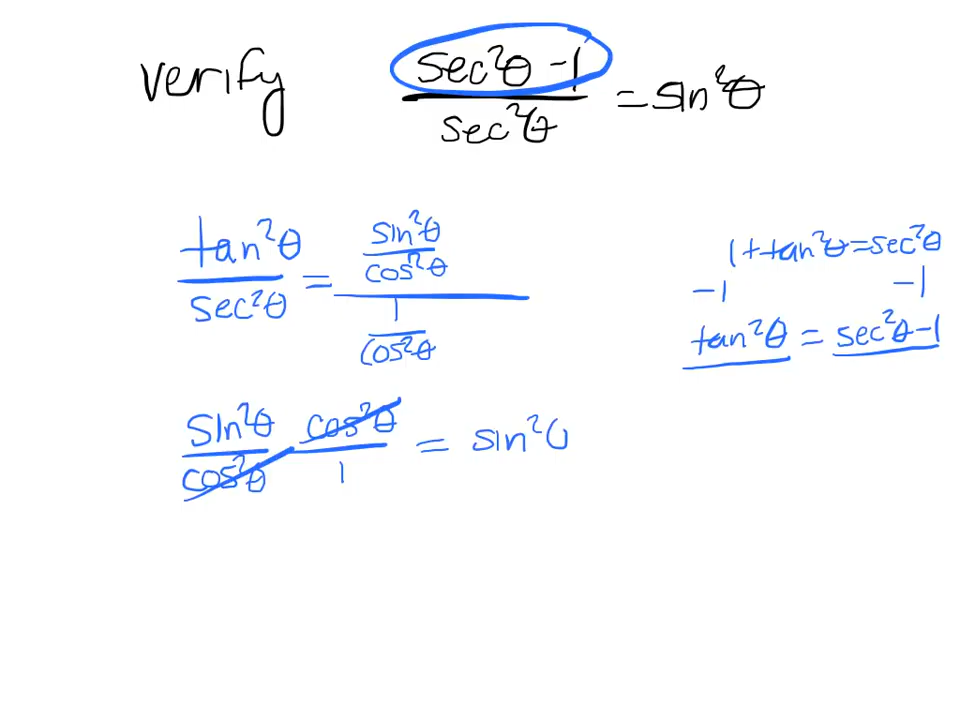 verify (sec²θ - 1)/(sec²θ) = sin²θ
(tan²θ)/(sec²θ) = (sin²θ/cos²θ)/(1/cos²θ)
1 + tan²θ = sec²θ
-1 -1
tan²θ = sec²θ - 1
(sin²θ)/(cos²θ) (cos²θ)/1 = sin²0